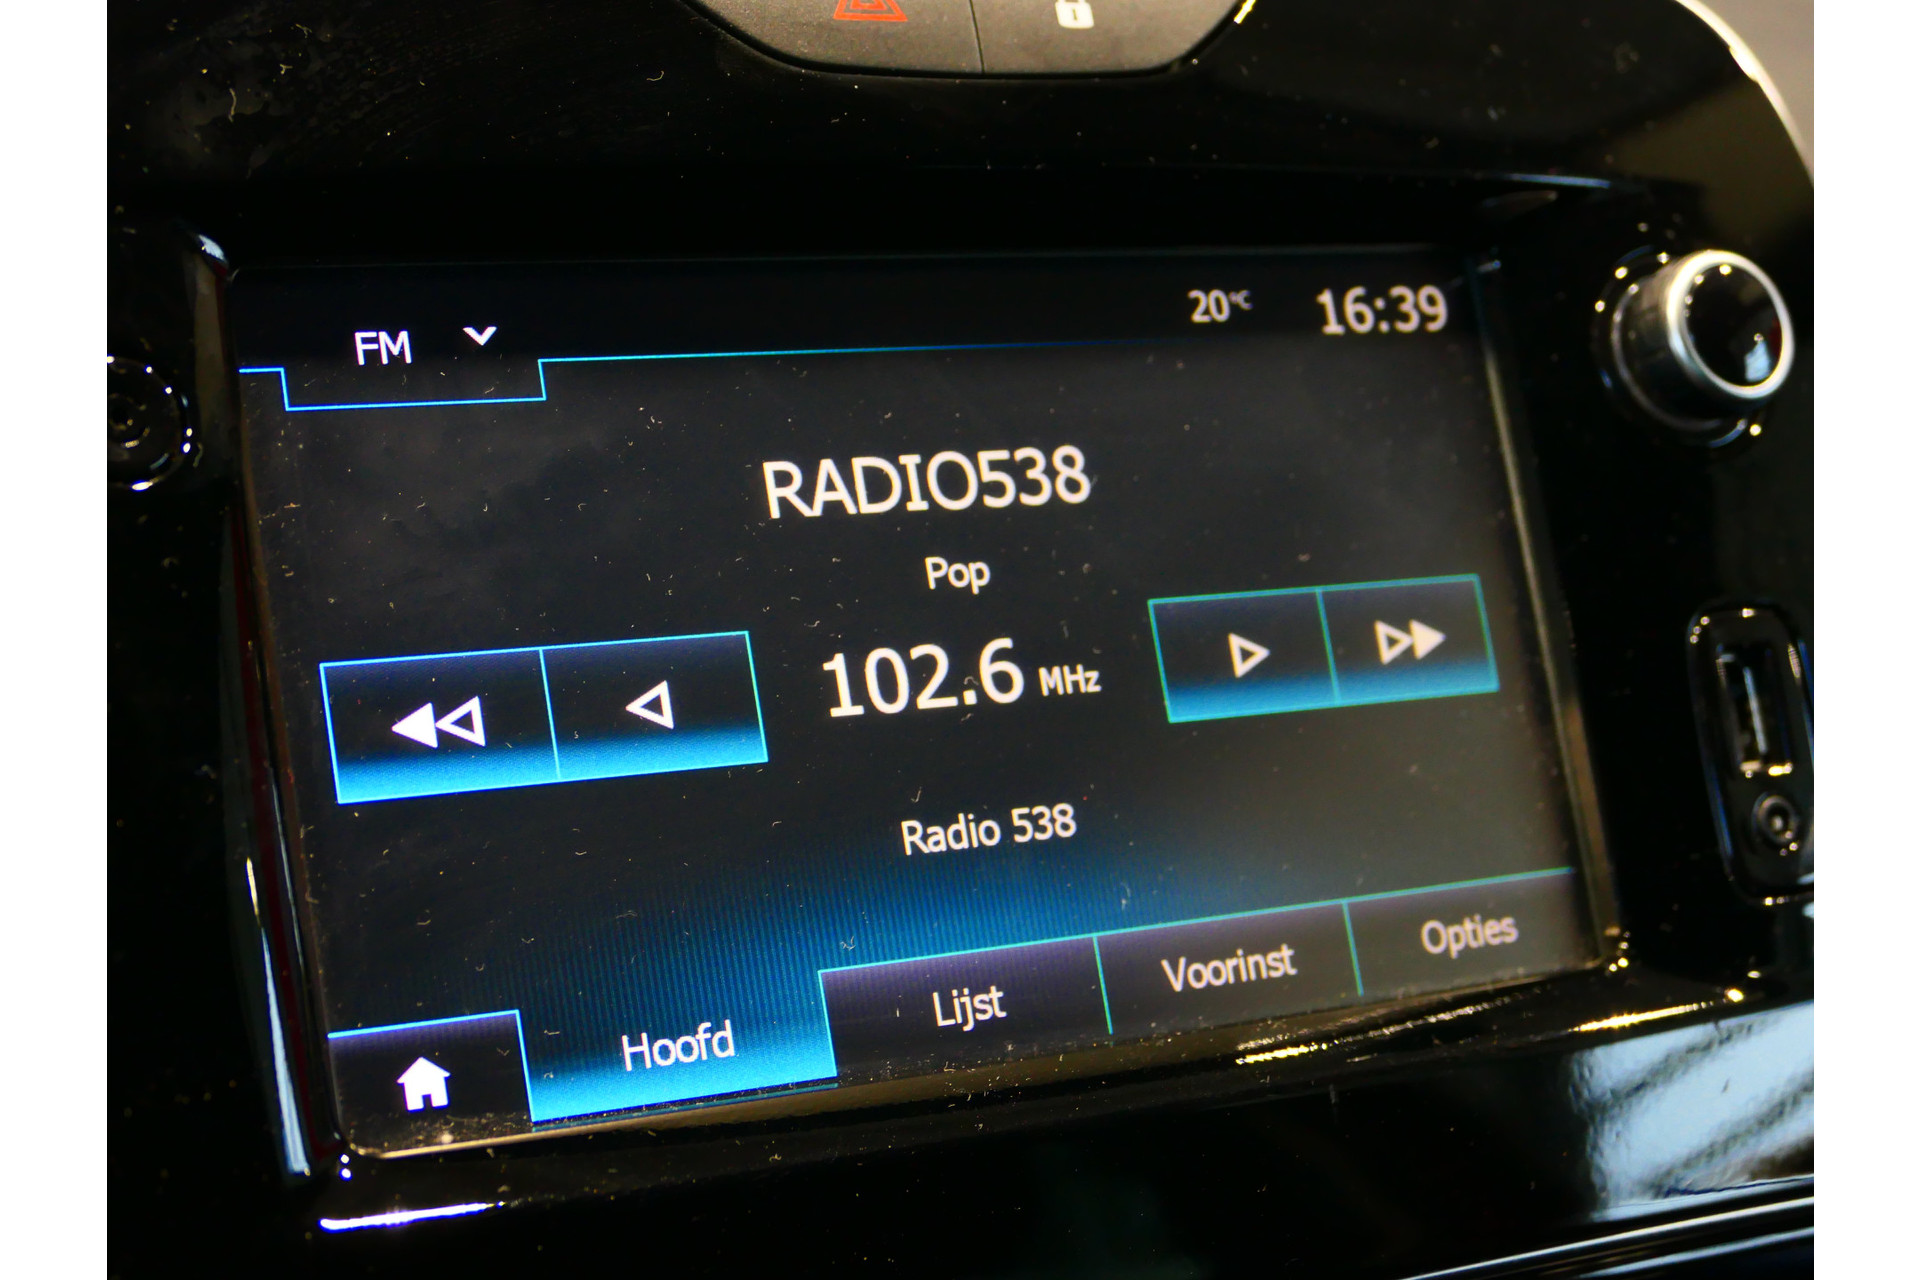 FM
20°C 16:39
RADIO538
Pop
102.6 MHz
Radio 538
Hoofd Lijst Voorinst Opties